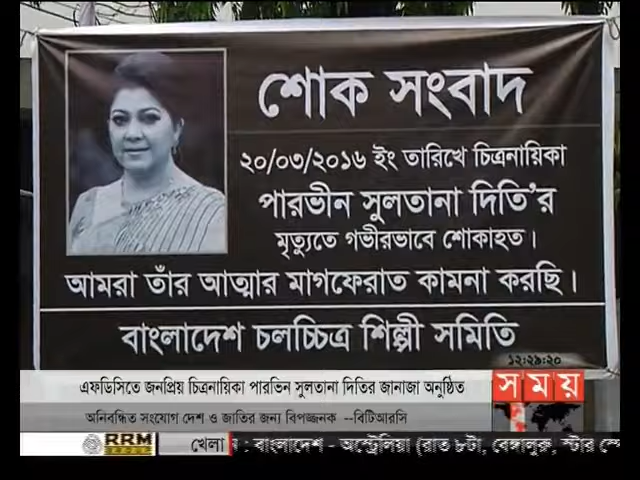 শোক সংবাদ
২০/০৩/২০১৬ ইং তারিখে চিত্রনায়িকা
পারভীন সুলতানা দিতি'র
মৃত্যুতে গভীরভাবে শোকাহত।
আমরা তাঁর আত্মার মাগফেরাত কামনা করছি।
বাংলাদেশ চলচ্চিত্র শিল্পী সমিতি
১২:২৯:২০
এফডিসিতে জনপ্রিয় চিত্রনায়িকা পারভিন সুলতানা দিতির জানাজা অনুষ্ঠিত
সময়
অনিবন্ধিত সংযোগ দেশ ও জাতির জন্য বিপজ্জনক --বিটিআরসি
RRM খেলা : বাংলাদেশ - অস্ট্রেলিয়া (রাত ৮টা, বেঙ্গালুরু, স্টার